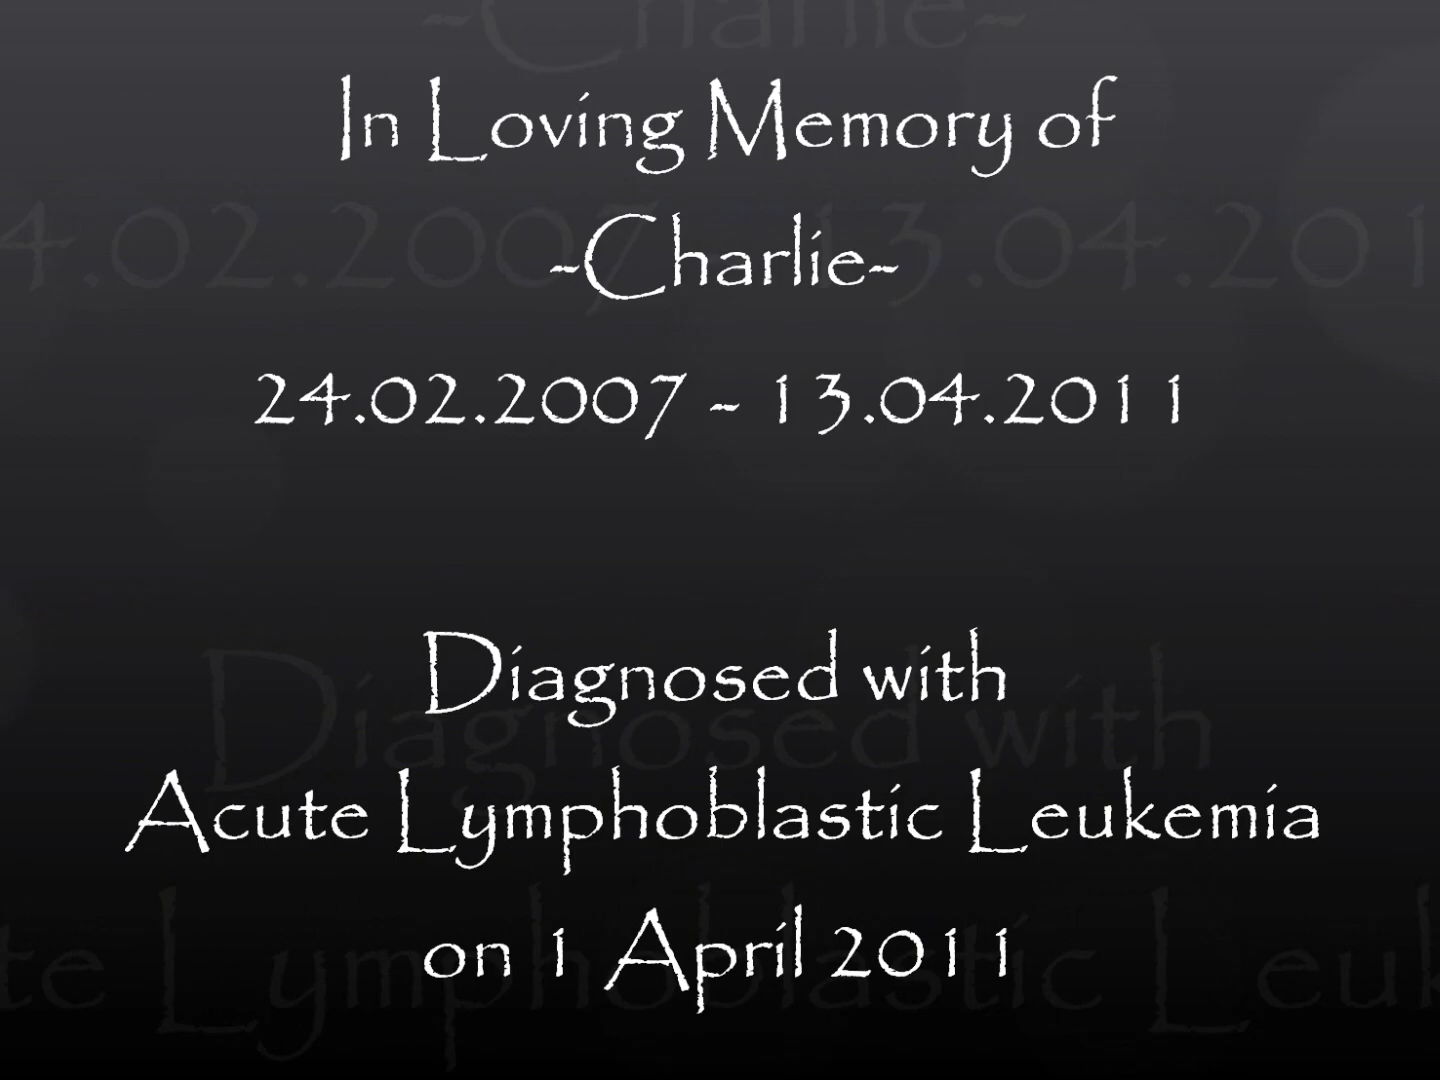 In Loving Memory of
-Charlie-
24.02.2007 - 13.04.2011
Diagnosed with
Acute Lymphoblastic Leukemia
on 1 April 2011